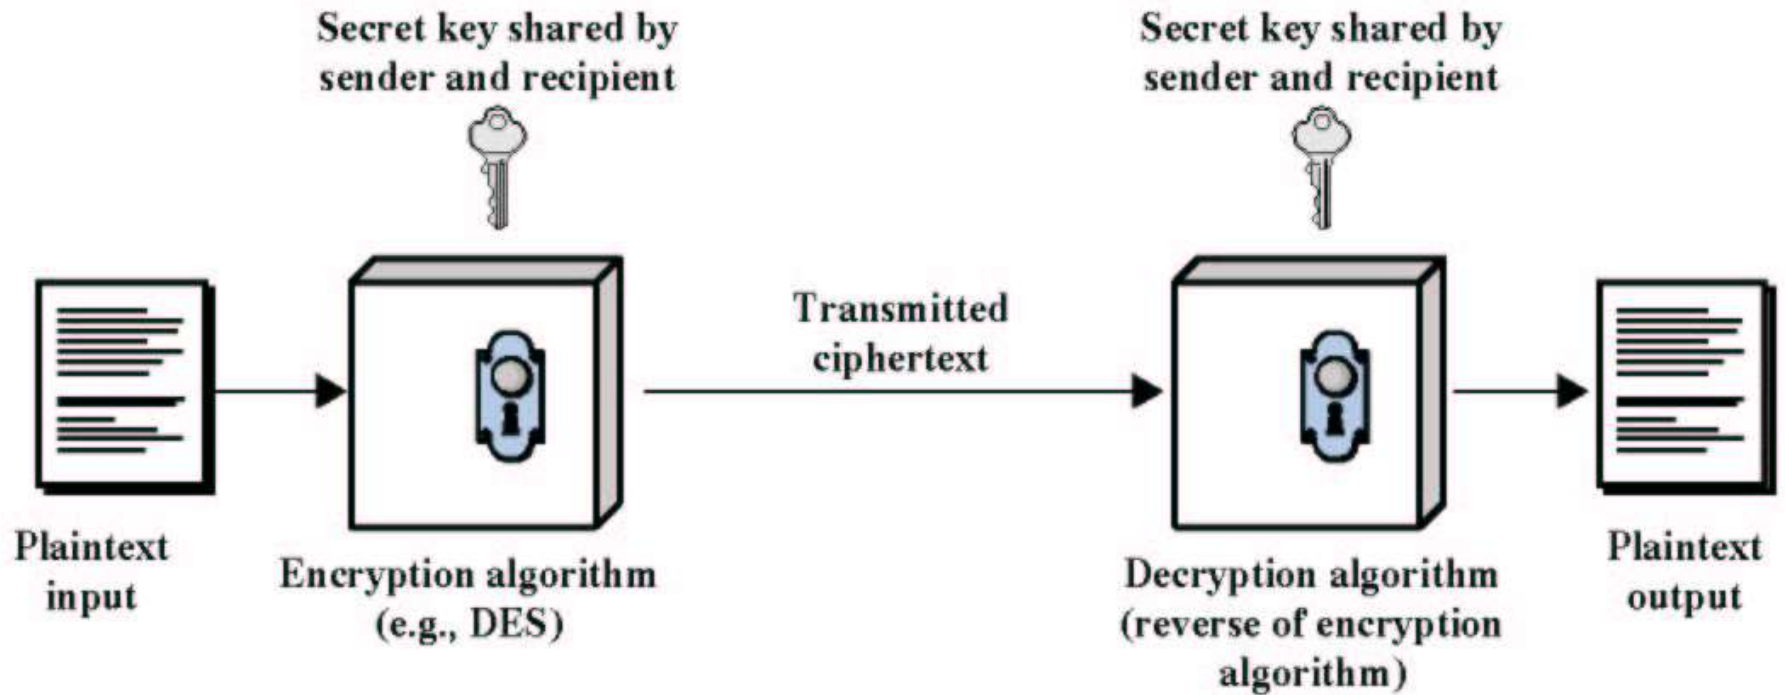 Secret key shared by
sender and recipient
Secret key shared by
sender and recipient
Transmitted
ciphertext
Plaintext
input
Encryption algorithm
(e.g., DES)
Decryption algorithm
(reverse of encryption
algorithm)
Plaintext
output